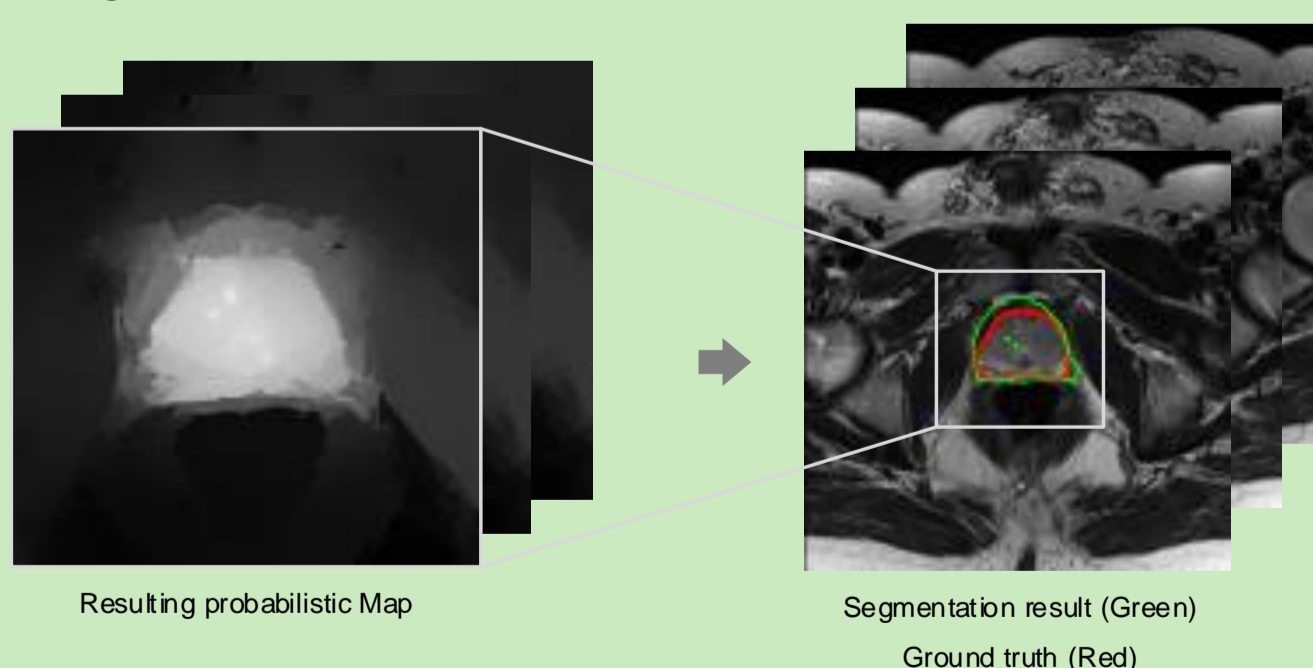 Resulting probabilistic Map
Segmentation result (Green)
Ground truth (Red)